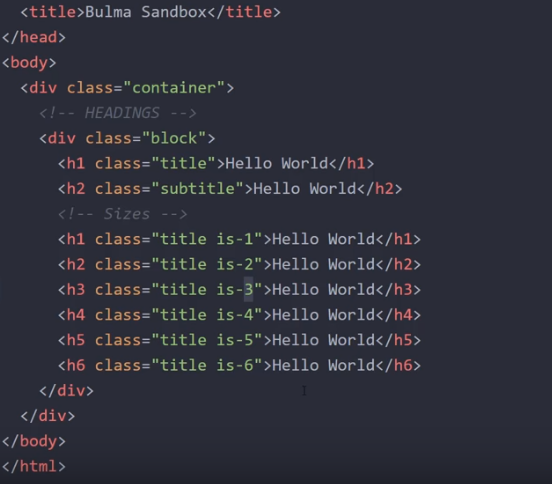 <title>Bulma Sandbox</title>
</head>
<body>
<div class="container">
<!-- HEADINGS -->
<div class="block">
<h1 class="title">Hello World</h1>
<h2 class="subtitle">Hello World</h2>
<!-- Sizes -->
<h1 class="title is-1">Hello World</h1>
<h2 class="title is-2">Hello World</h2>
<h3 class="title is-3">Hello World</h3>
<h4 class="title is-4">Hello World</h4>
<h5 class="title is-5">Hello World</h5>
<h6 class="title is-6">Hello World</h6>
</div>
</div>
</body>
</html>